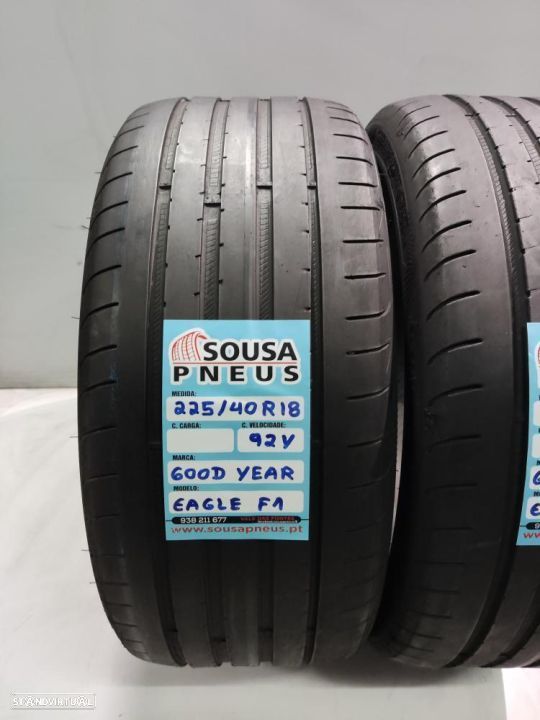 SOUSA
PNEUS
MEDIDA:
225/40R18
C. CARGA: C. VELOCIDADE:
92Y
MARCA:
GOOD YEAR
MODELO:
EAGLE F1
938 211 677
www.sousapneus.pt
STANDVIRTUAL